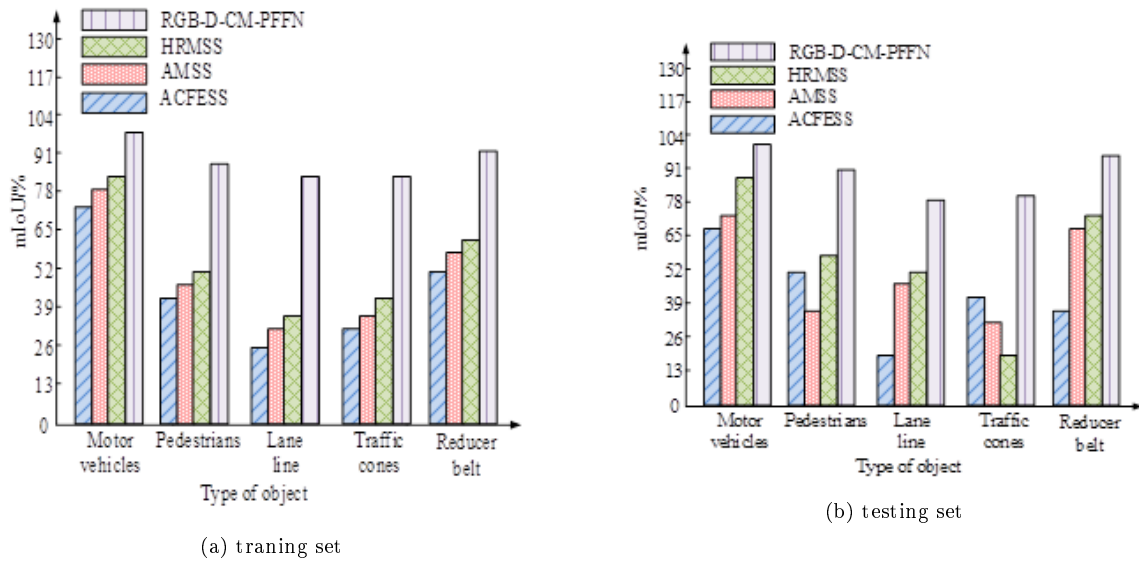 RGB-D-CM-PFFN
HRMSS
AMSS
ACFESS
130
117
104
91
78
65
52
39
26
13
0
mIoU/%
Motor vehicles
Pedestrians
Lane line
Traffic cones
Reducer belt
Type of object
(a) traning set
RGB-D-CM-PFFN
HRMSS
AMSS
ACFESS
130
117
104
91
78
65
52
39
26
13
0
mIoU/%
Motor vehicles
Pedestrians
Lane line
Traffic cones
Reducer belt
Type of object
(b) testing set